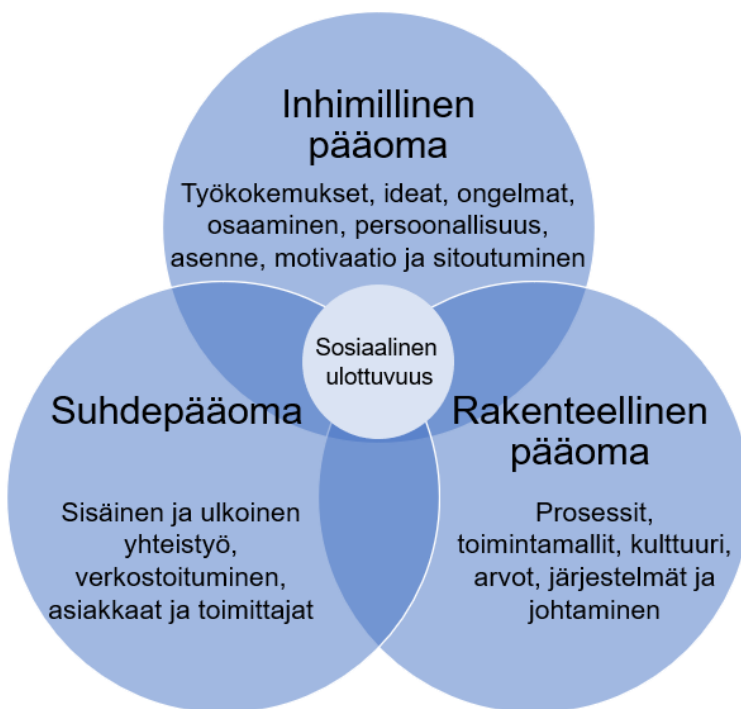 Inhimillinen
pääoma
Työkokemukset, ideat, ongelmat,
osaaminen, persoonallisuus,
asenne, motivaatio ja sitoutuminen
Sosiaalinen
ulottuvuus
Suhdepääoma
Sisäinen ja ulkoinen
yhteistyö,
verkostoituminen,
asiakkaat ja toimittajat
Rakenteellinen
pääoma
Prosessit,
toimintamallit, kulttuuri,
arvot, järjestelmät ja
johtaminen